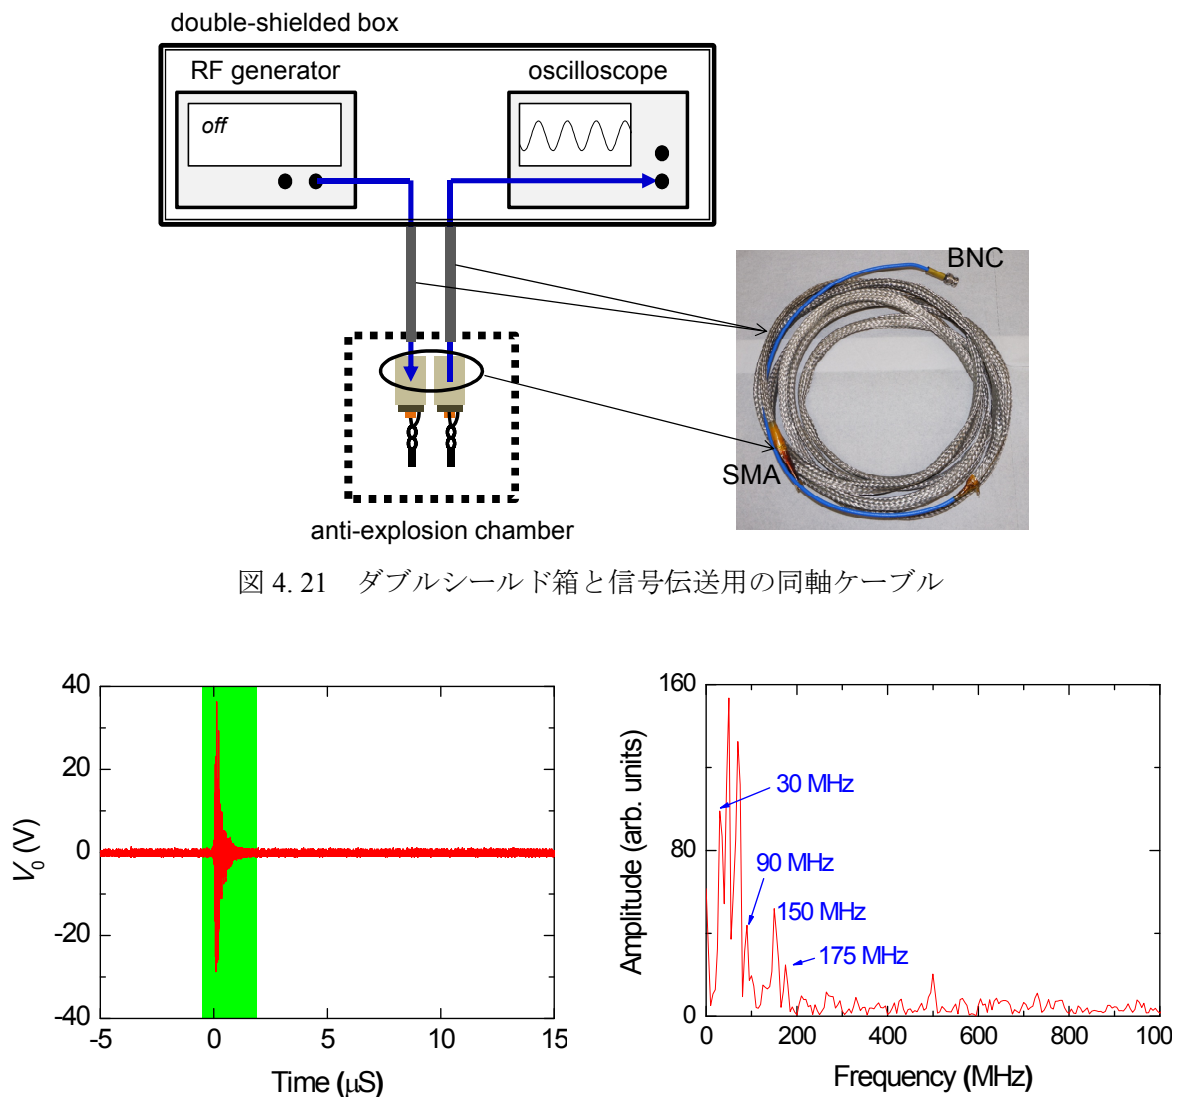 double-shielded box
RF generator
oscilloscope
off
BNC
SMA
anti-explosion chamber
図 4. 21 ダブルシールド箱と信号伝送用の同軸ケーブル
40
20
0
-20
-40
V0 (V)
-5 0 5 10 15
Time (μS)
160
80
0
Amplitude (arb. units)
30 MHz
90 MHz
150 MHz
175 MHz
0 200 400 600 800 100
Frequency (MHz)